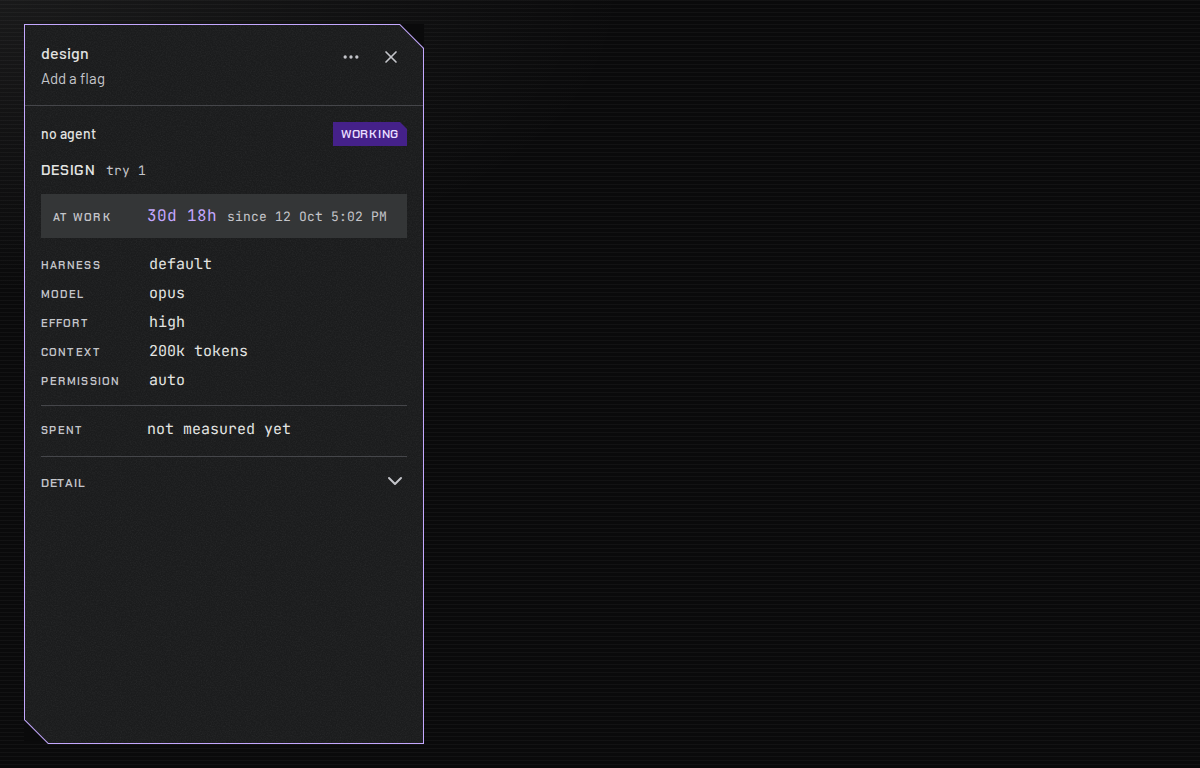 design
Add a flag
no agent
WORKING
DESIGN try 1
AT WORK 30d 18h since 12 Oct 5:02 PM
HARNESS default
MODEL opus
EFFORT high
CONTEXT 200k tokens
PERMISSION auto
SPENT not measured yet
DETAIL